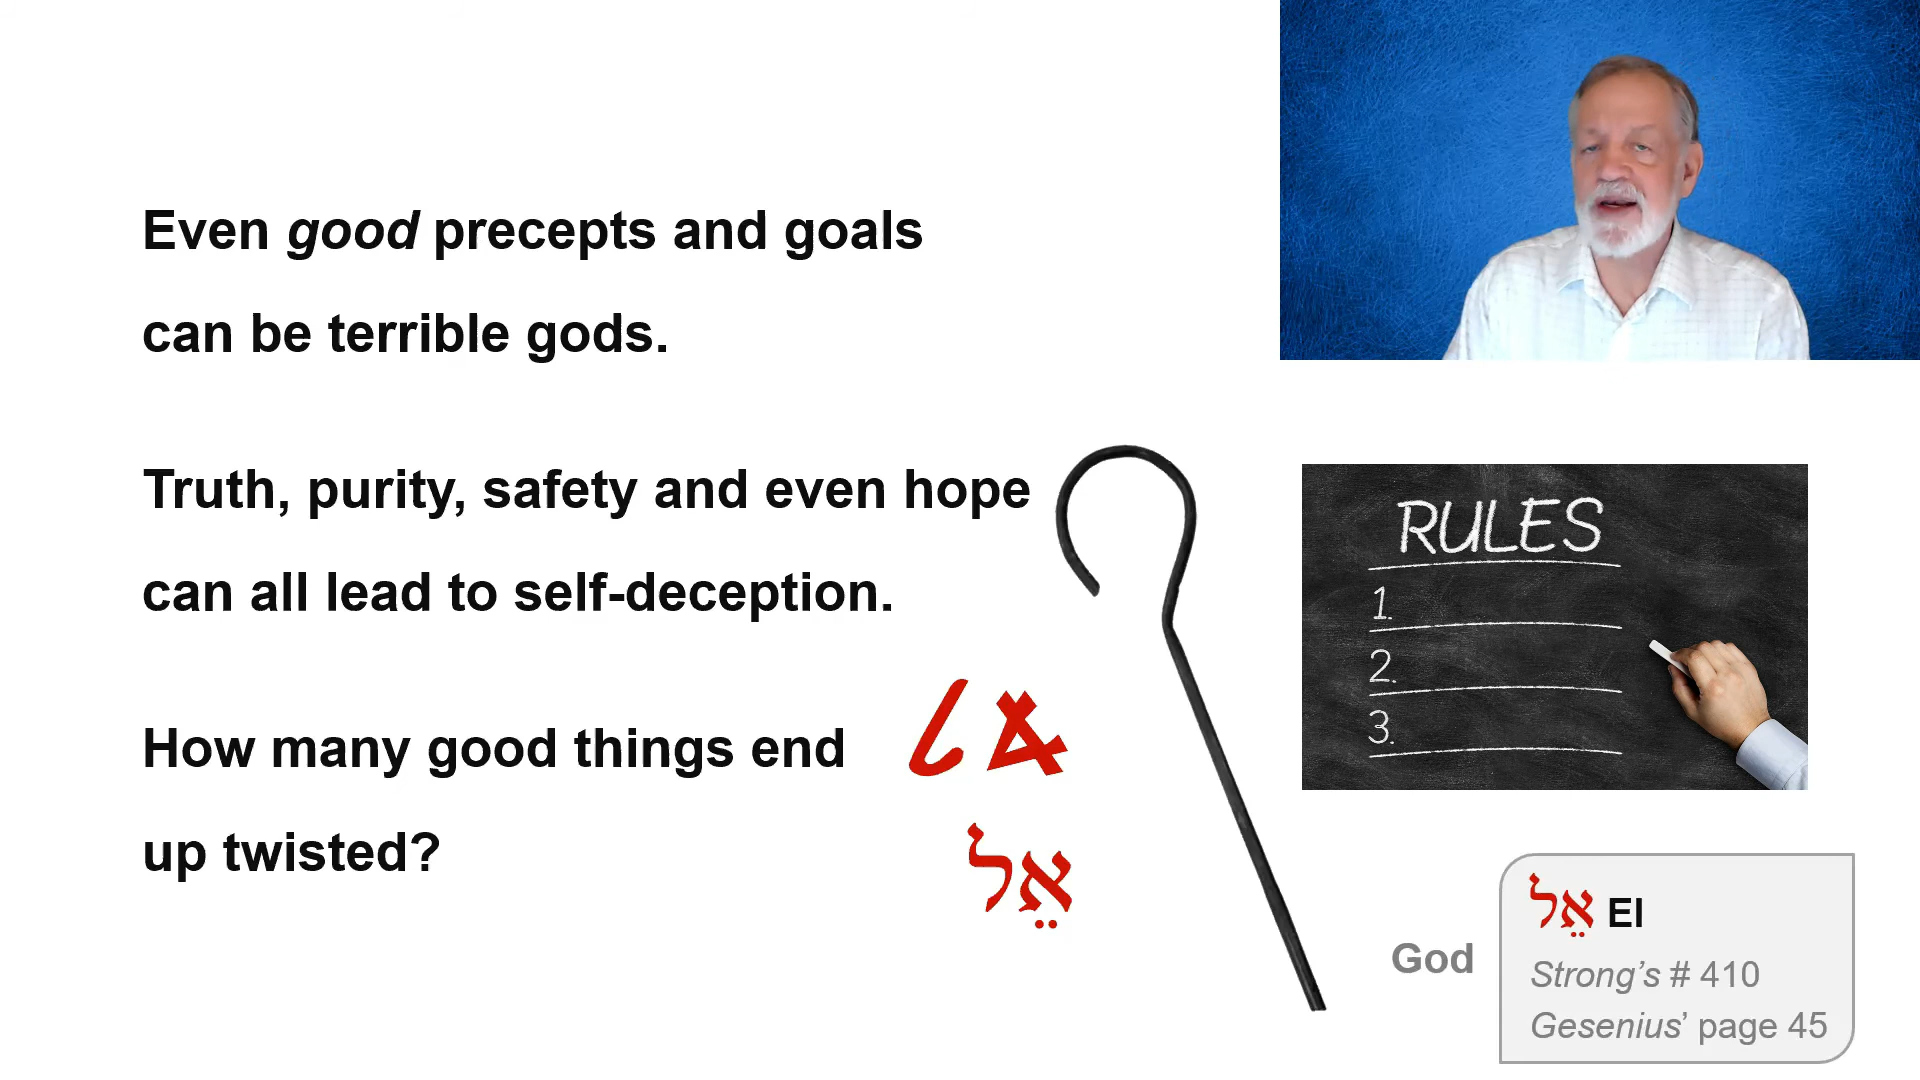 Even good precepts and goals
can be terrible gods.
Truth, purity, safety and even hope
can all lead to self-deception.
How many good things end
up twisted?
𐤀𐤋
אֵל
RULES
1.
2.
3.
God
אֵל El
Strong’s # 410
Gesenius’ page 45